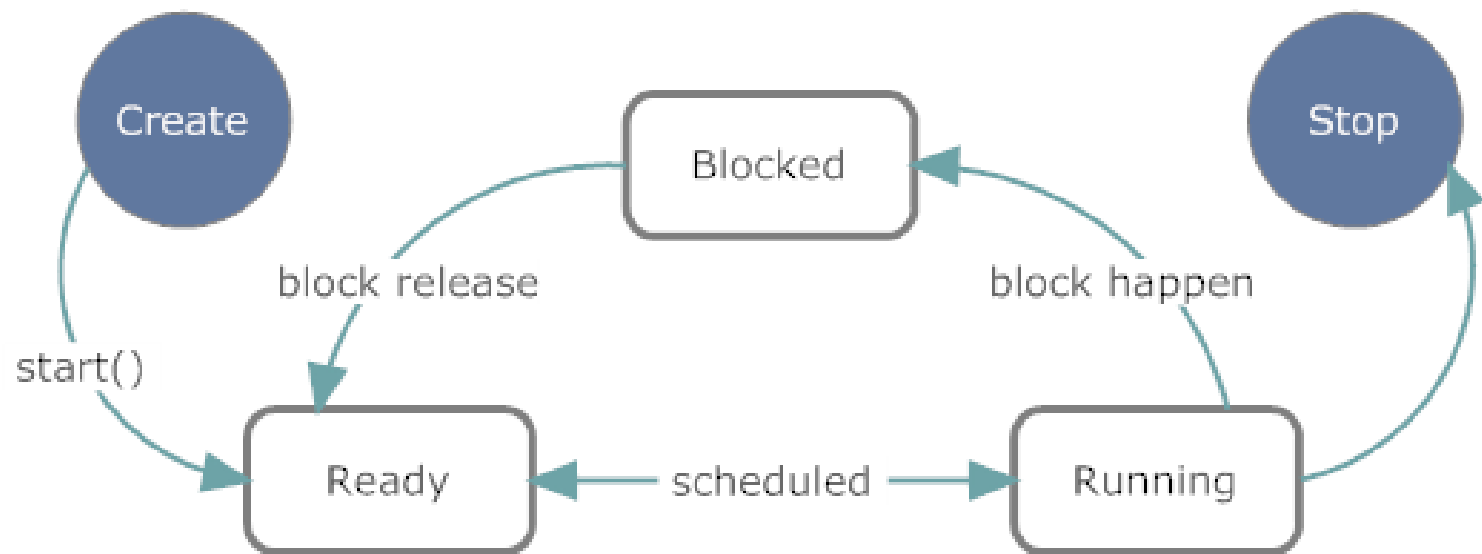 Create
Stop
Blocked
block release
block happen
start()
Ready
scheduled
Running